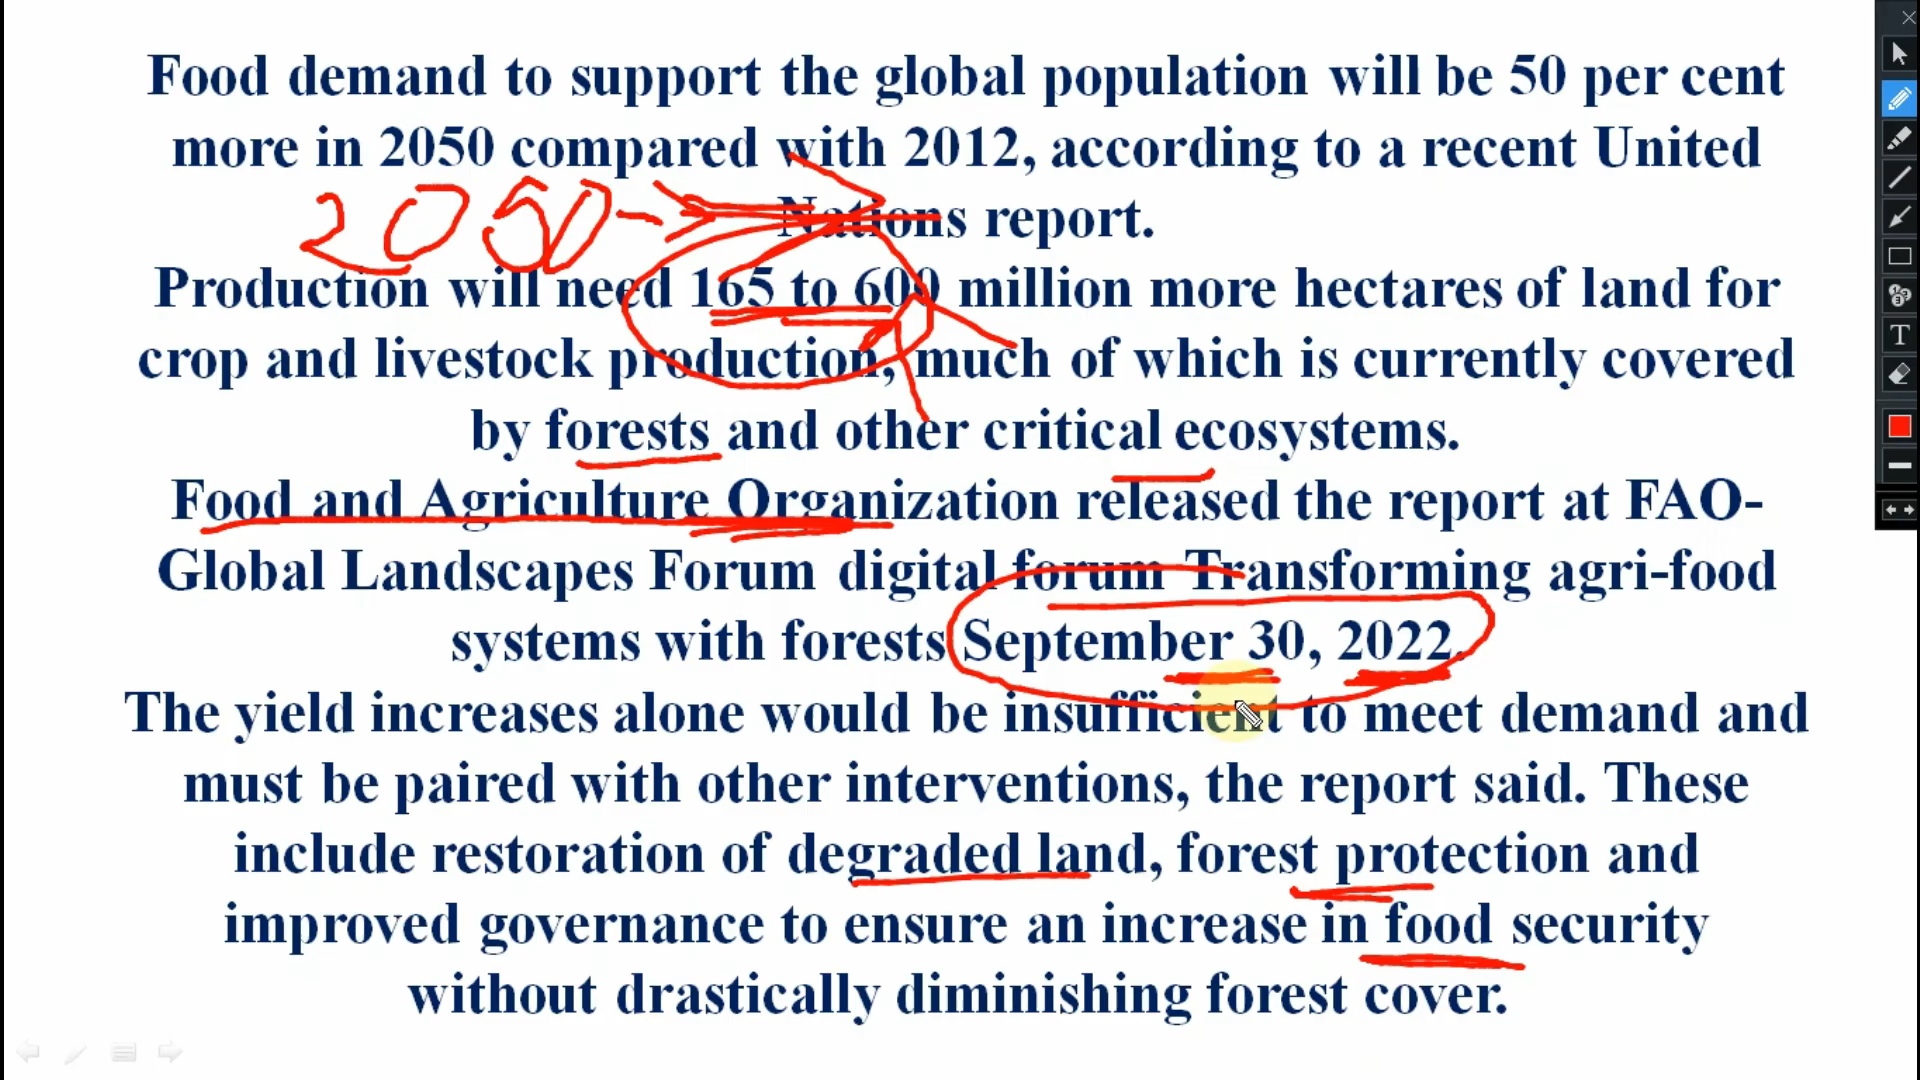 Food demand to support the global population will be 50 per cent
more in 2050 compared with 2012, according to a recent United
Nations report.
2050
Production will need 165 to 600 million more hectares of land for
crop and livestock production, much of which is currently covered
by forests and other critical ecosystems.
Food and Agriculture Organization released the report at FAO-
Global Landscapes Forum digital forum Transforming agri-food
systems with forests September 30, 2022.
The yield increases alone would be insufficient to meet demand and
must be paired with other interventions, the report said. These
include restoration of degraded land, forest protection and
improved governance to ensure an increase in food security
without drastically diminishing forest cover.
T